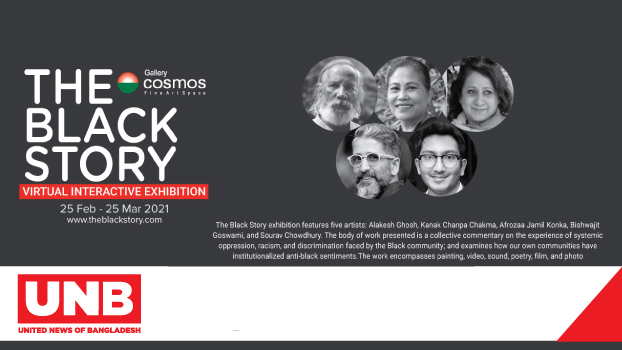 THE
BLACK
STORY
Gallery
cosmos
Fine Art Space
VIRTUAL INTERACTIVE EXHIBITION
25 Feb - 25 Mar 2021
www.theblackstory.com
The Black Story exhibition features five artists: Alakesh Ghosh, Kanak Chanpa Chakma, Afrozaa Jamil Konka, Bishwajit
Goswami, and Sourav Chowdhury. The body of work presented is a collective commentary on the experience of systemic
oppression, racism, and discrimination faced by the Black community; and examines how our own communities have
institutionalized anti-black sentiments.The work encompasses painting, video, sound, poetry, film, and photo
UNB
UNITED NEWS OF BANGLADESH